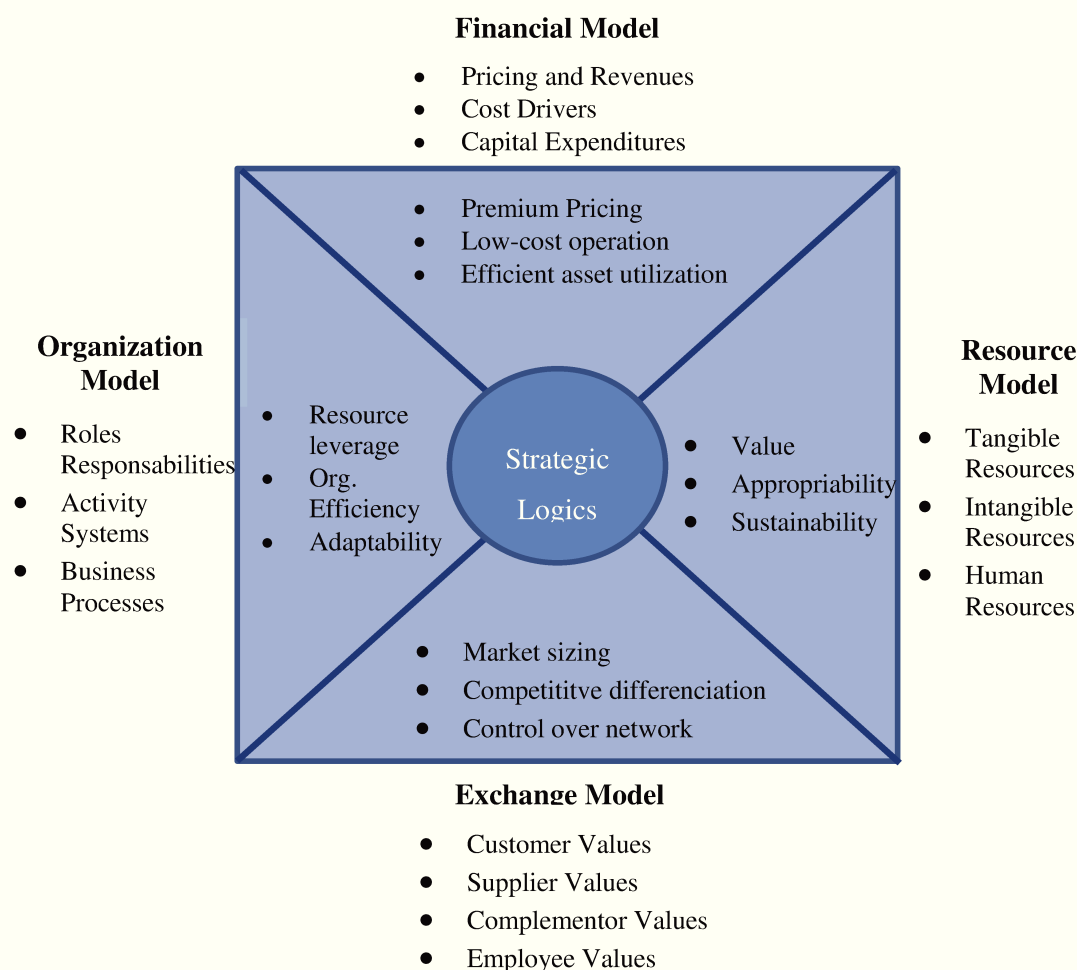 Financial Model
• Pricing and Revenues
• Cost Drivers
• Capital Expenditures
• Premium Pricing
• Low-cost operation
• Efficient asset utilization
Organization
Model
• Roles
Responsabilities
• Activity
Systems
• Business
Processes
• Resource
leverage
• Org.
Efficiency
• Adaptability
Strategic
Logics
• Value
• Appropriability
• Sustainability
Resource
Model
• Tangible
Resources
• Intangible
Resources
• Human
Resources
• Market sizing
• Competititve differenciation
• Control over network
Exchange Model
• Customer Values
• Supplier Values
• Complementor Values
• Employee Values